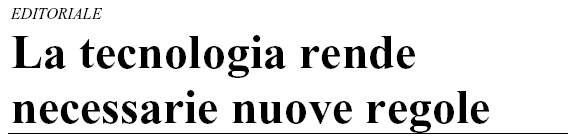 EDITORIALE
La tecnologia rende
necessarie nuove regole